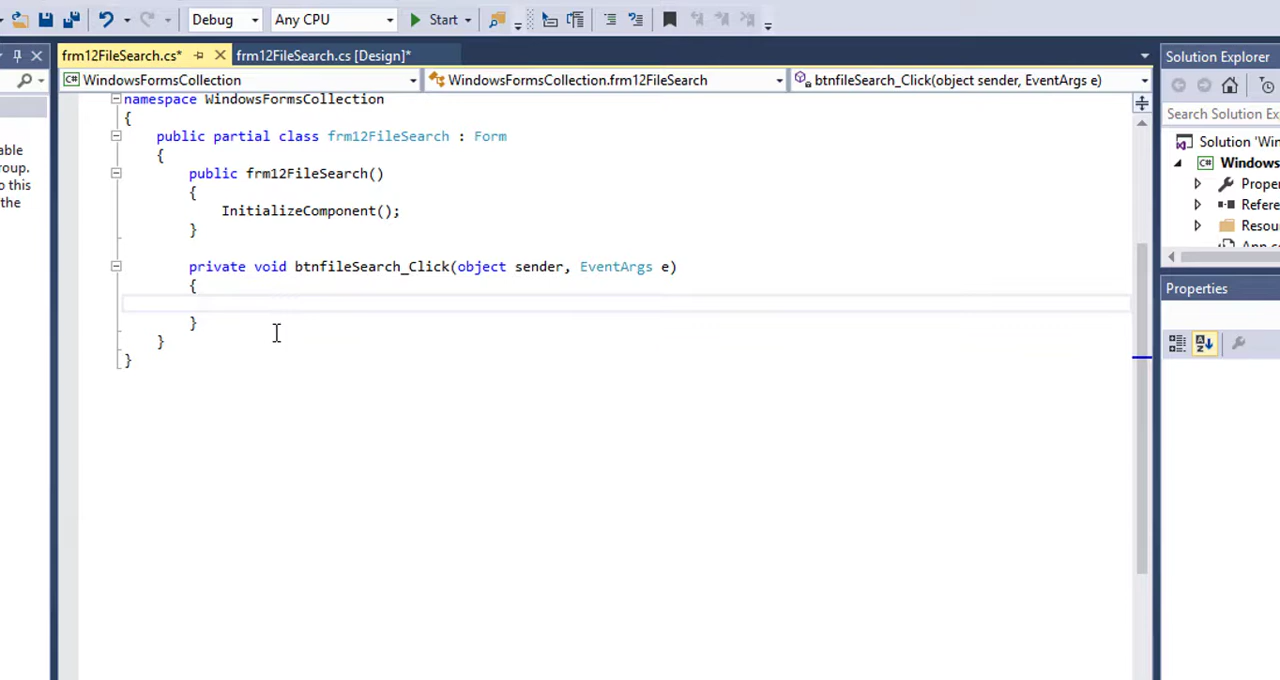 Debug Any CPU Start
frm12FileSearch.cs* frm12FileSearch.cs [Design]* Solution Explorer
WindowsFormsCollection WindowsFormsCollection.frm12FileSearch btnfileSearch_Click(object sender, EventArgs e)
Search Solution Ex
namespace WindowsFormsCollection
{
public partial class frm12FileSearch : Form
{
public frm12FileSearch()
{
InitializeComponent();
}
private void btnfileSearch_Click(object sender, EventArgs e)
{
}
}
}
able
roup.
o this
the
Solution 'Win
C# Windows
Proper
Refere
Resou
Properties